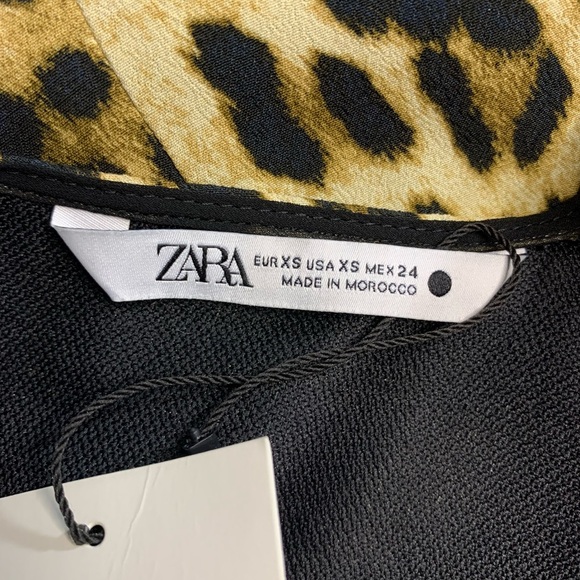 ZARA
EUR XS USA XS MEX 24
MADE IN MOROCCO